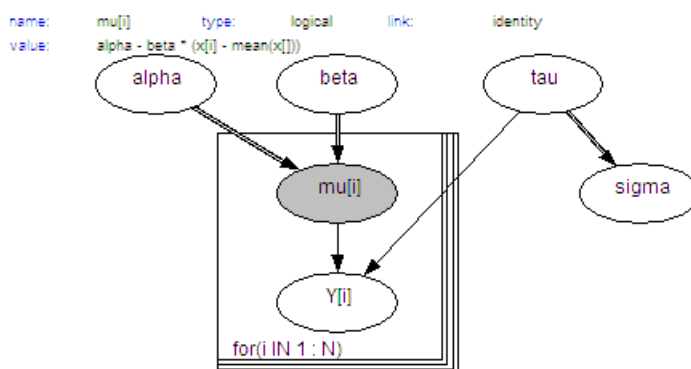 name: mu[i] type: logical link: identity
value: alpha - beta * (x[i] - mean(x[]))
alpha beta tau
mu[i] sigma
Y[i]
for(i IN 1 : N)